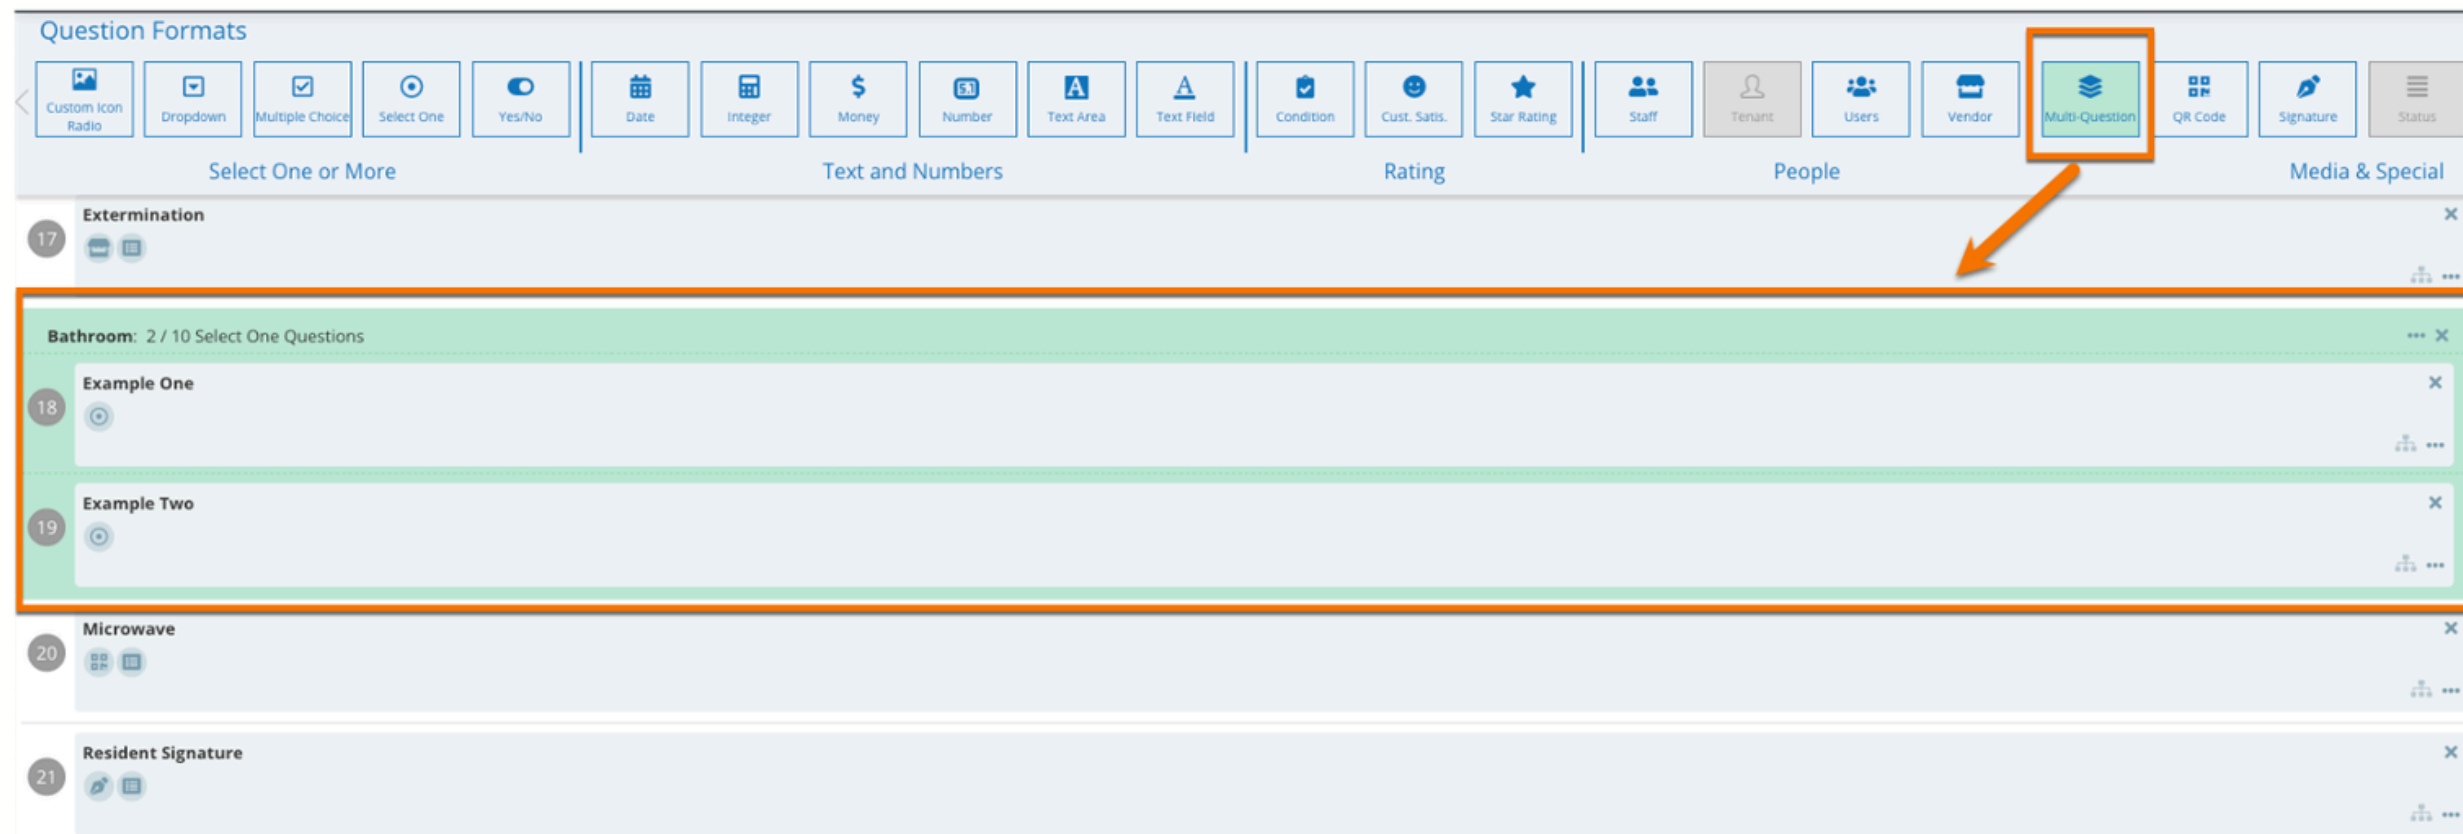 Question Formats
Custom Icon
Radio
Dropdown
Multiple Choice
Select One
Yes/No
Date
Integer
Money
5.1
Number
A
Text Area
A
Text Field
Condition
Cust. Satis.
Star Rating
Staff
Tenant
Users
Vendor
Multi-Question
QR Code
Signature
Status
Select One or More
Text and Numbers
Rating
People
Media & Special
17
Extermination
Bathroom: 2 / 10 Select One Questions
18
Example One
19
Example Two
20
Microwave
21
Resident Signature